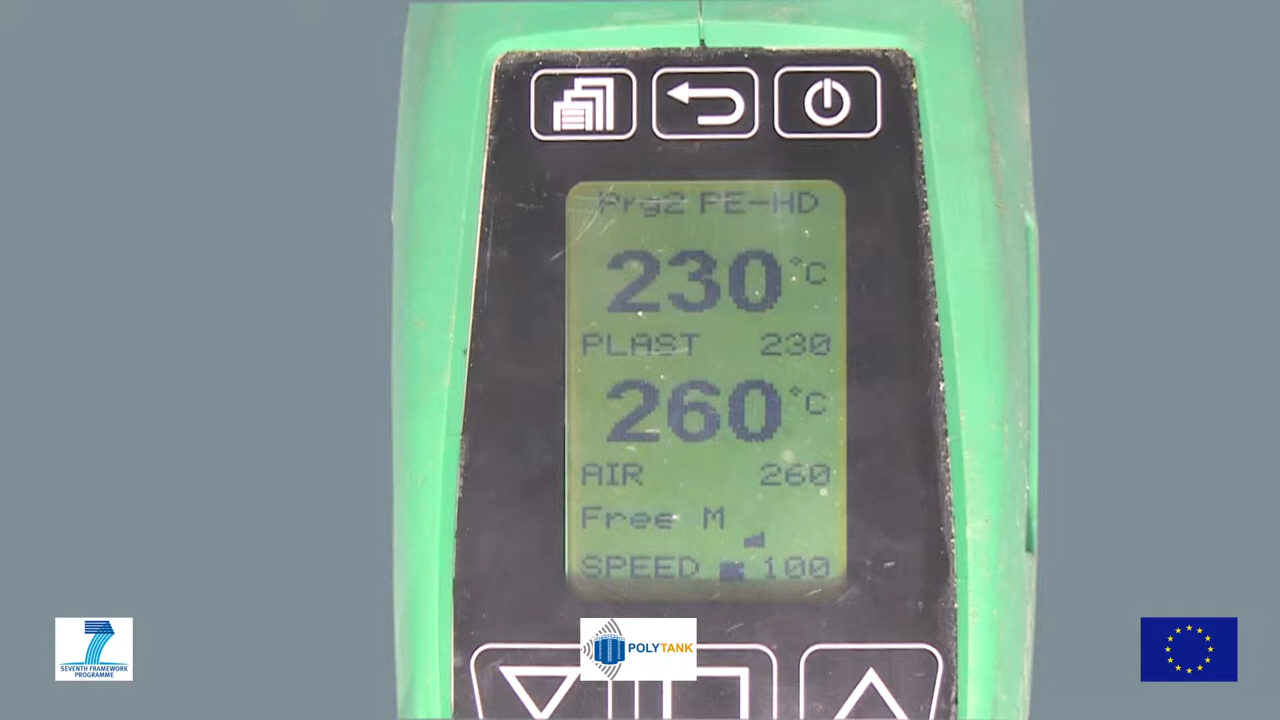 Prg2 PE-HD
230°C
PLAST 230
260°C
AIR 260
Free M
SPEED 100
SEVENTH FRAMEWORK
PROGRAMME
POLYTANK